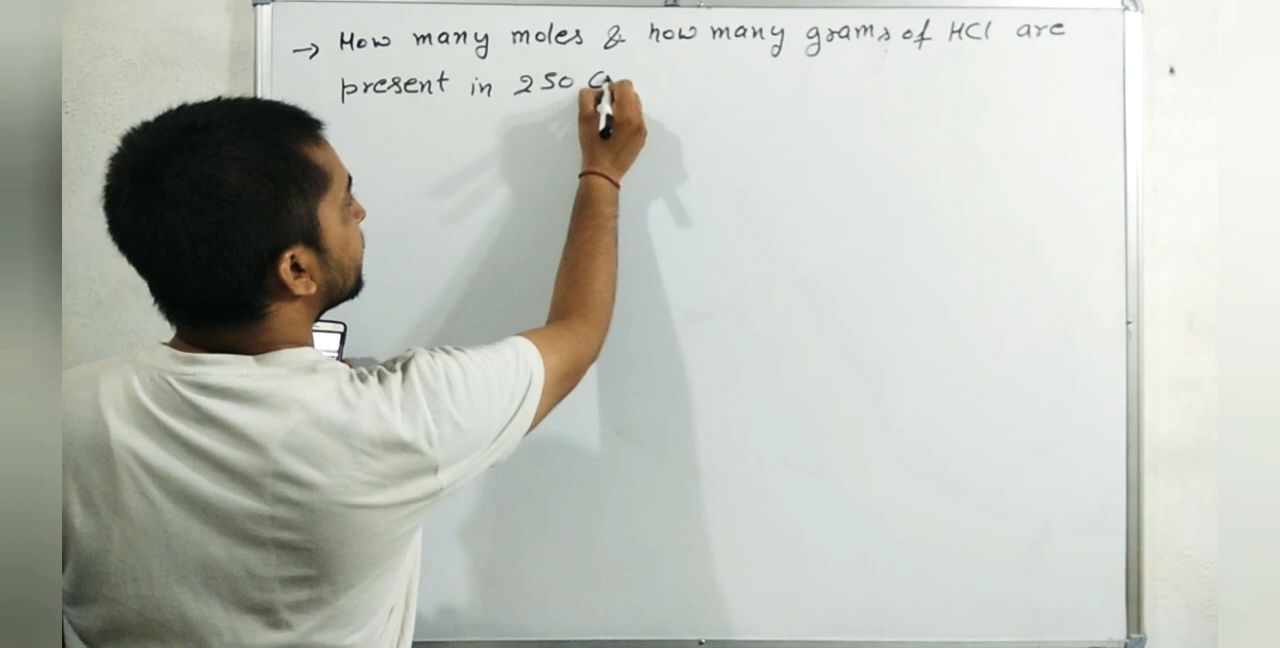 → How many moles & how many grams of HCl are
present in 250 C